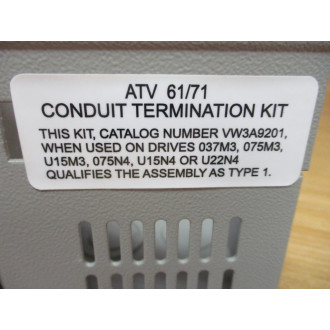 ATV 61/71
CONDUIT TERMINATION KIT
THIS KIT, CATALOG NUMBER VW3A9201,
WHEN USED ON DRIVES 037M3, 075M3,
U15M3, 075N4, U15N4 OR U22N4
QUALIFIES THE ASSEMBLY AS TYPE 1.